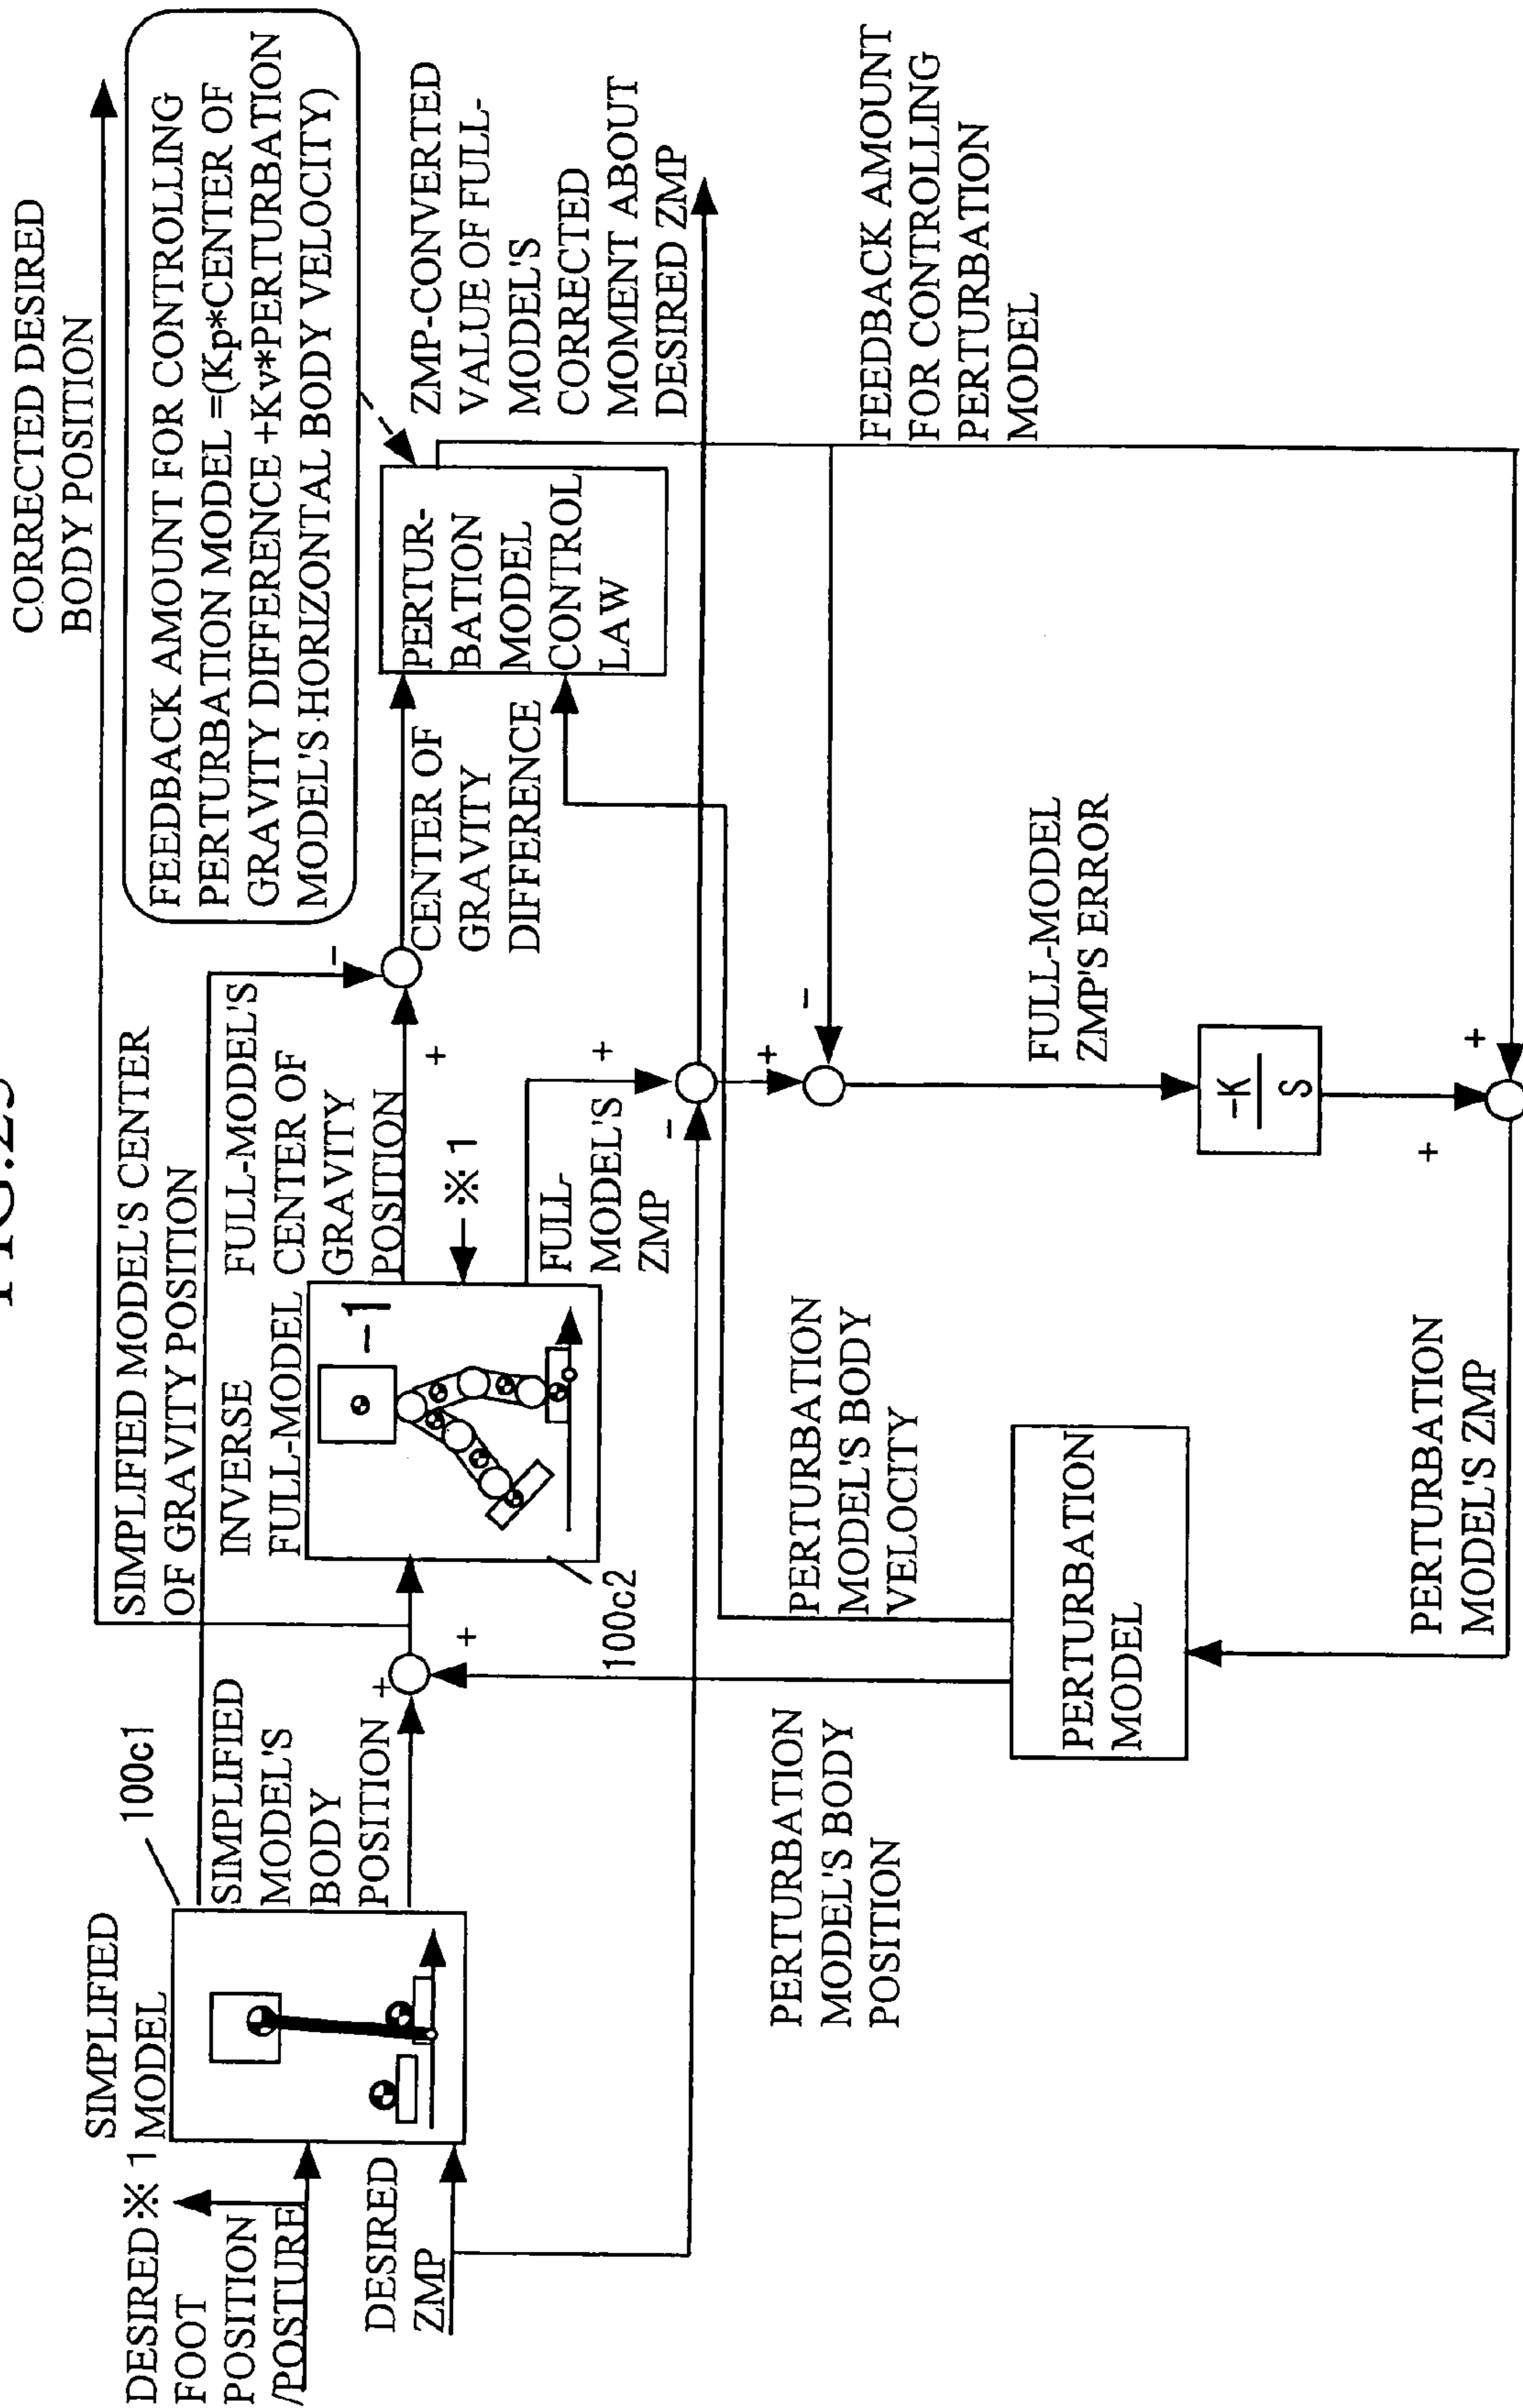 CORRECTED DESIRED
BODY POSITION
FEEDBACK AMOUNT FOR CONTROLLING
PERTURBATION MODEL =(Kp*CENTER OF
GRAVITY DIFFERENCE +Kv*PERTURBATION
MODEL'S HORIZONTAL BODY VELOCITY)
SIMPLIFIED MODEL'S CENTER
OF GRAVITY POSITION
DESIRED ※1
FOOT
POSITION
/POSTURE
SIMPLIFIED
MODEL
100c1
DESIRED
ZMP
SIMPLIFIED
MODEL'S
BODY
POSITION
+
+
INVERSE
FULL-MODEL
-1
100c2
FULL-MODEL'S
CENTER OF
GRAVITY
POSITION
※1
FULL-
MODEL'S
ZMP
-
+
CENTER OF
GRAVITY
DIFFERENCE
PERTUR-
BATION
MODEL
CONTROL
LAW
ZMP-CONVERTED
VALUE OF FULL-
MODEL'S
CORRECTED
MOMENT ABOUT
DESIRED ZMP
+
-
+
-
FEEDBACK AMOUNT
FOR CONTROLLING
PERTURBATION
MODEL
PERTURBATION
MODEL'S BODY
POSITION
PERTURBATION
MODEL'S BODY
VELOCITY
FULL-MODEL
ZMP'S ERROR
-K
S
+
+
PERTURBATION
MODEL
PERTURBATION
MODEL'S ZMP